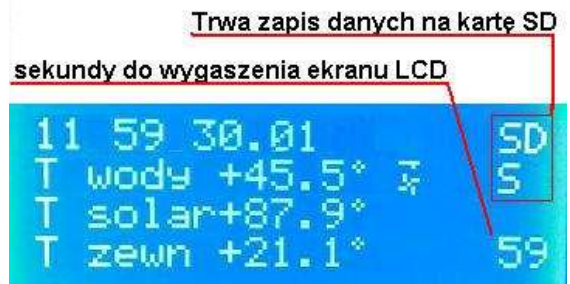 Trwa zapis danych na kartę SD
sekundy do wygaszenia ekranu LCD
11 59 30.01 SD
T wody +45.5° S
T solar+87.9°
T zewn +21.1° 59